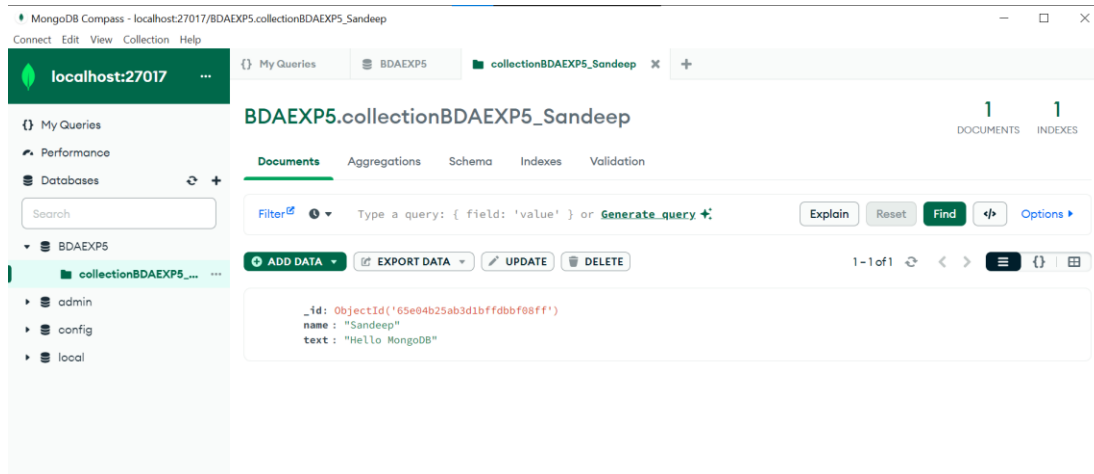 MongoDB Compass - localhost:27017/BDAEXP5.collectionBDAEXP5_Sandeep
Connect Edit View Collection Help
localhost:27017 ...
{} My Queries
Performance
Databases
Search
BDAEXP5
collectionBDAEXP5_... ...
admin
config
local
{} My Queries BDAEXP5 collectionBDAEXP5_Sandeep
BDAEXP5.collectionBDAEXP5_Sandeep
1 DOCUMENTS
1 INDEXES
Documents Aggregations Schema Indexes Validation
Filter Type a query: { field: 'value' } or Generate query Explain Reset Find </> Options
ADD DATA EXPORT DATA UPDATE DELETE 1-1 of 1 {}
_id: ObjectId('65e04b25ab3d1bffdbbf08ff')
name : "Sandeep"
text : "Hello MongoDB"